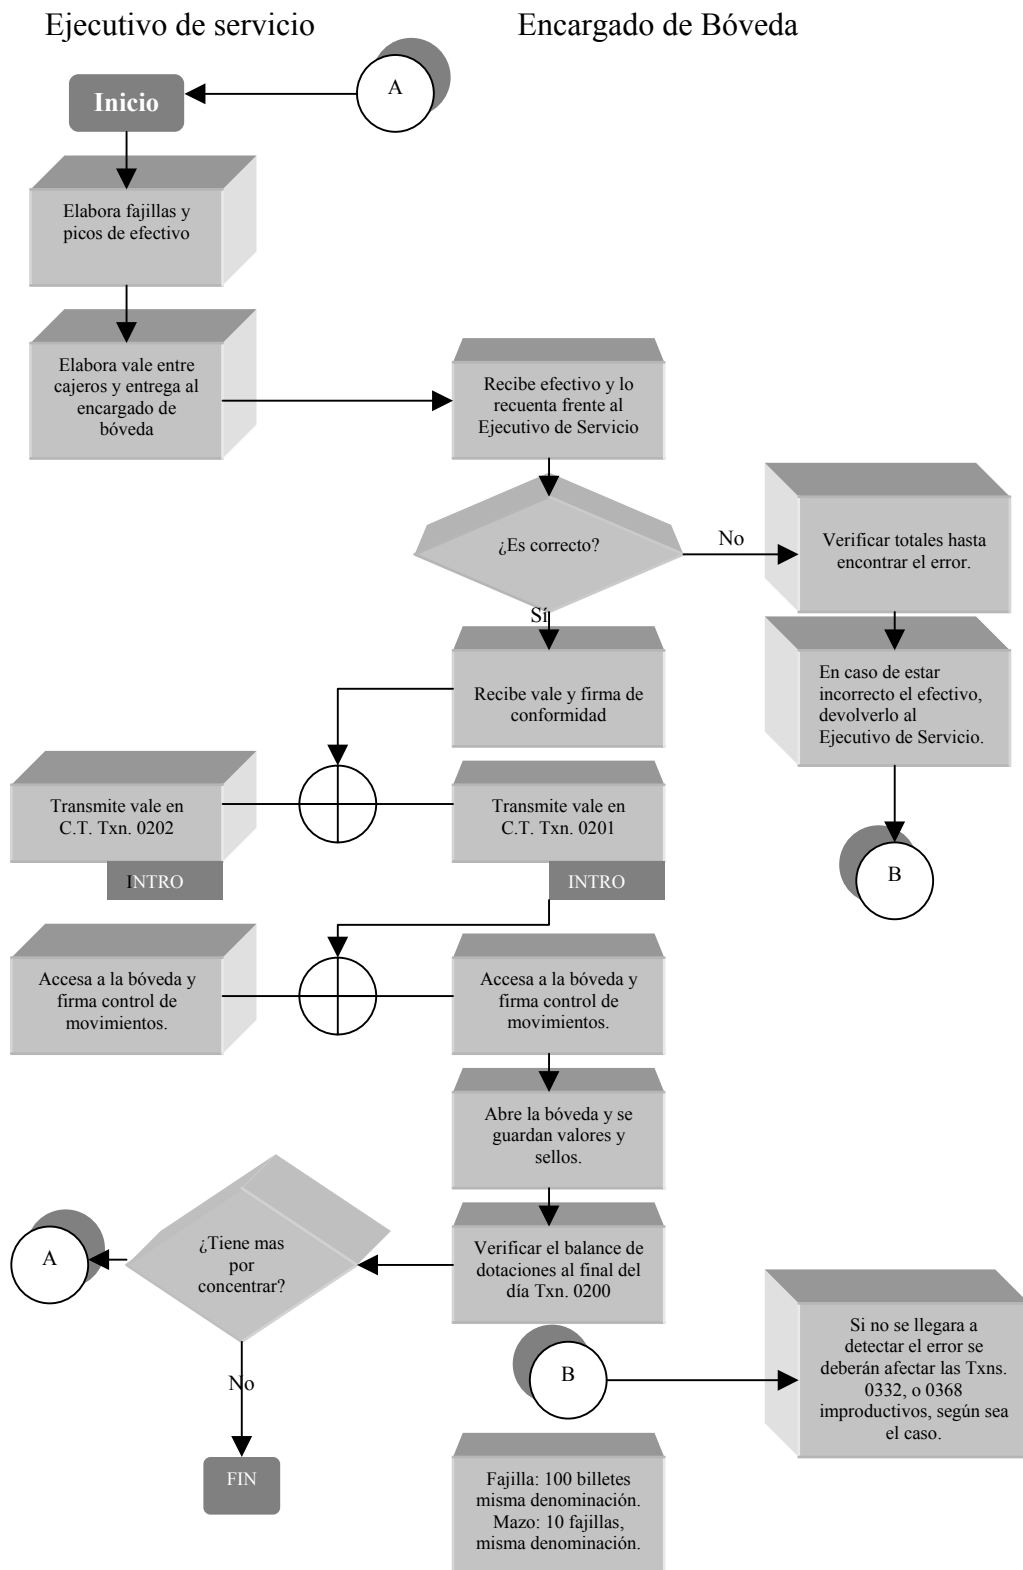 Ejecutivo de servicio
Encargado de Bóveda
A
Inicio
Elabora fajillas y
picos de efectivo
Elabora vale entre
cajeros y entrega al
encargado de
bóveda
Recibe efectivo y lo
recuenta frente al
Ejecutivo de Servicio
¿Es correcto?
No
Verificar totales hasta
encontrar el error.
Sí
Recibe vale y firma de
conformidad
En caso de estar
incorrecto el efectivo,
devolverlo al
Ejecutivo de Servicio.
Transmite vale en
C.T. Txn. 0202
INTRO
Transmite vale en
C.T. Txn. 0201
INTRO
B
Accesa a la bóveda y
firma control de
movimientos.
Accesa a la bóveda y
firma control de
movimientos.
Abre la bóveda y se
guardan valores y
sellos.
A
¿Tiene mas
por
concentrar?
Verificar el balance de
dotaciones al final del
día Txn. 0200
No
FIN
B
Si no se llegara a
detectar el error se
deberán afectar las Txns.
0332, o 0368
improductivos, según sea
el caso.
Fajilla: 100 billetes
misma denominación.
Mazo: 10 fajillas,
misma denominación.